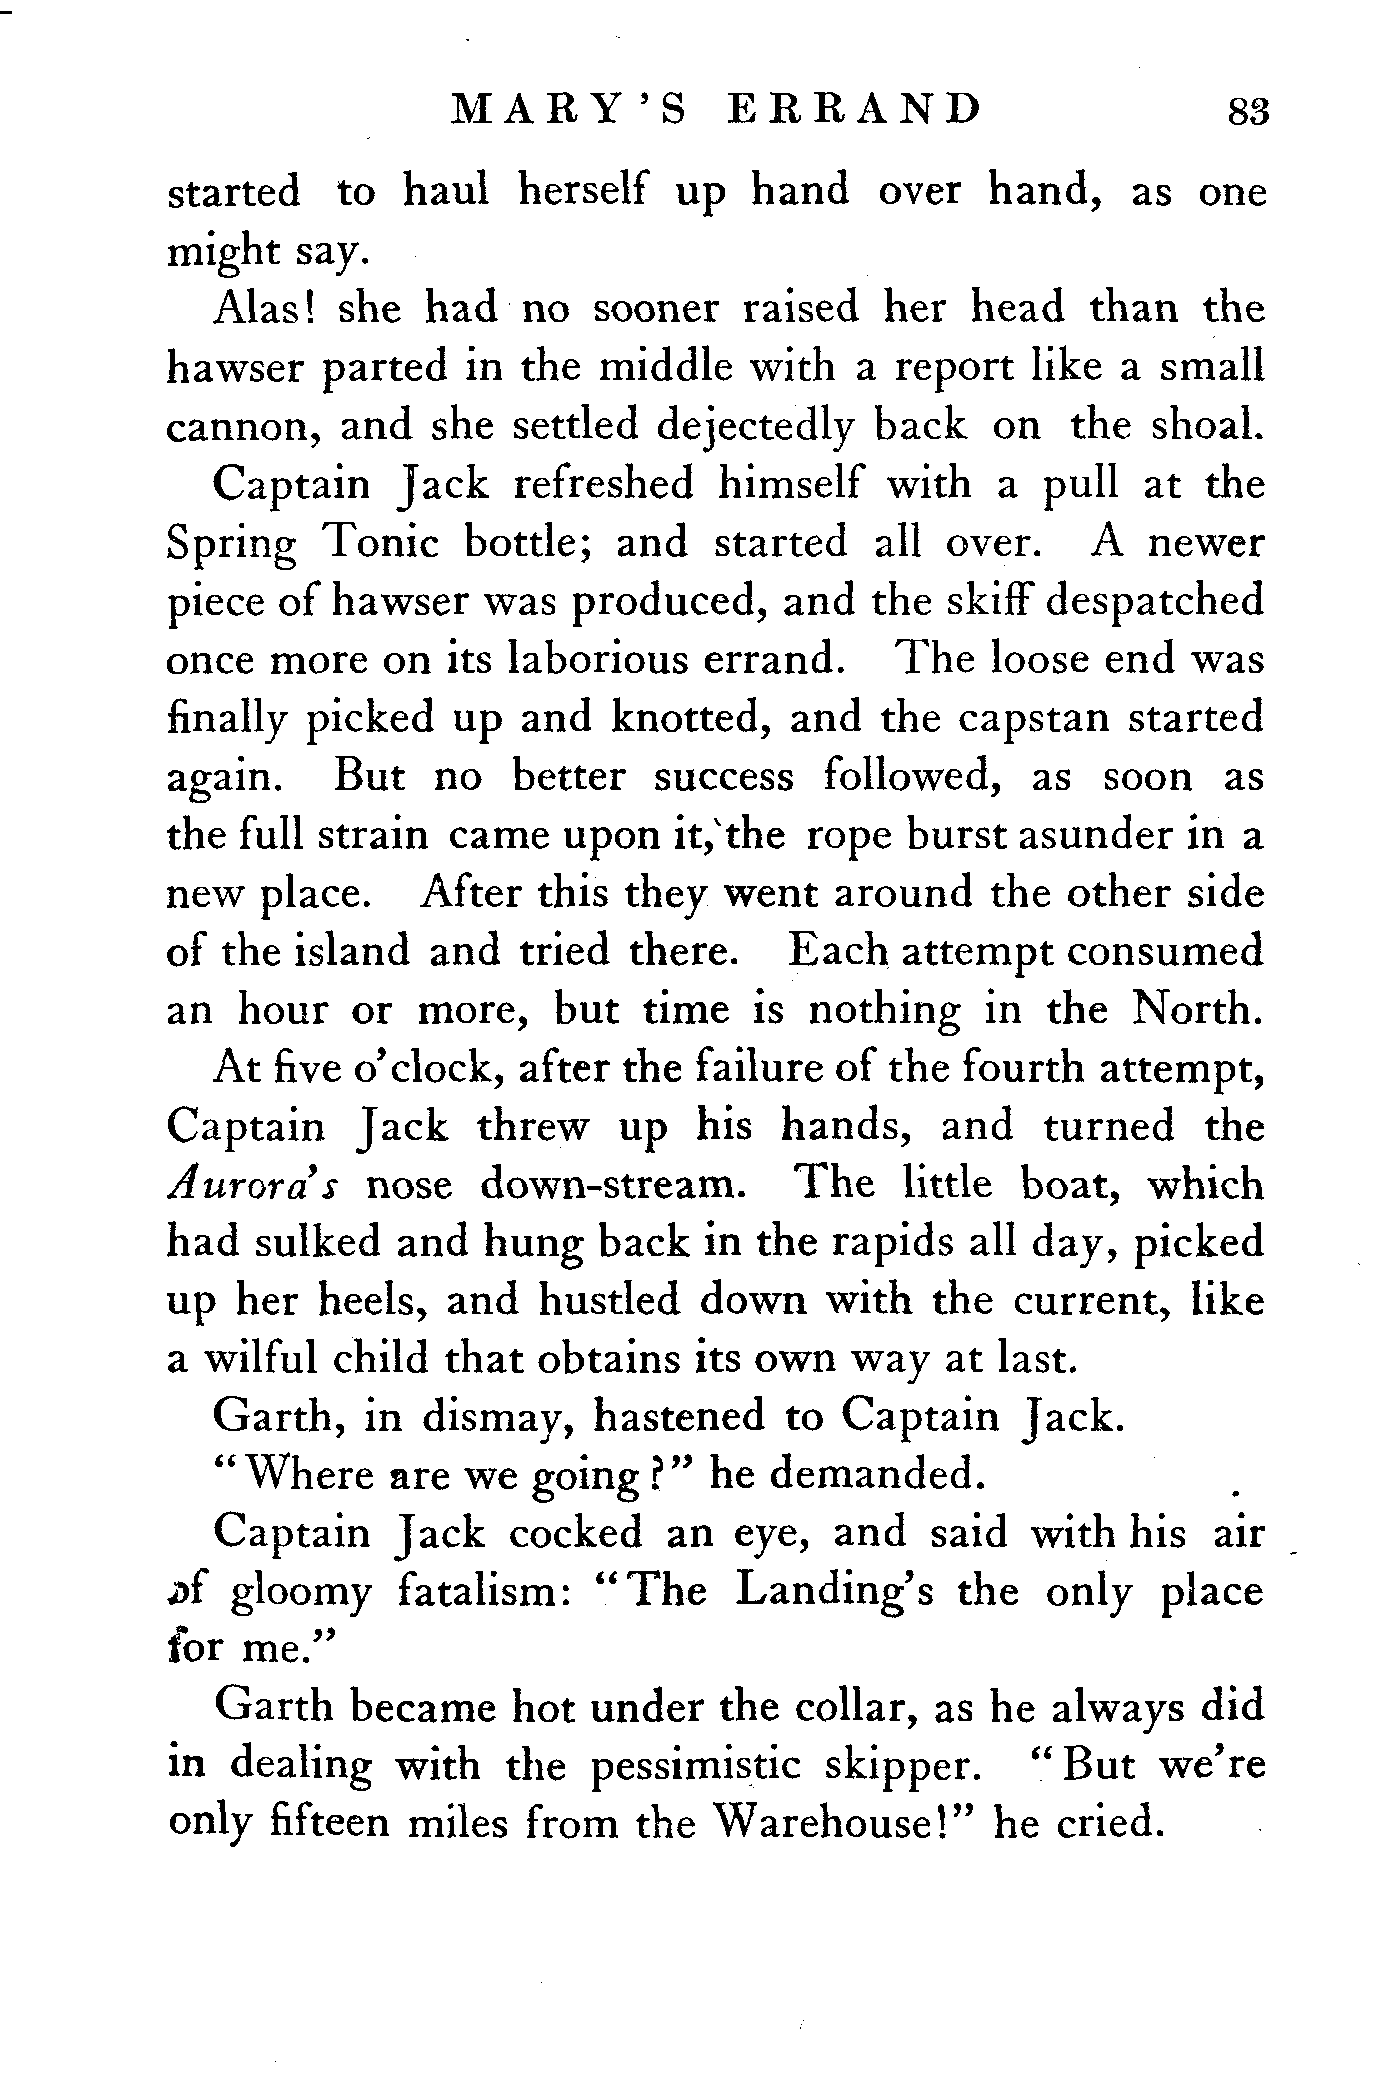 MARY'S ERRAND 83
started to haul herself up hand over hand, as one
might say.
Alas! she had no sooner raised her head than the
hawser parted in the middle with a report like a small
cannon, and she settled dejectedly back on the shoal.
Captain Jack refreshed himself with a pull at the
Spring Tonic bottle; and started all over. A newer
piece of hawser was produced, and the skiff despatched
once more on its laborious errand. The loose end was
finally picked up and knotted, and the capstan started
again. But no better success followed, as soon as
the full strain came upon it, the rope burst asunder in a
new place. After this they went around the other side
of the island and tried there. Each attempt consumed
an hour or more, but time is nothing in the North.
At five o'clock, after the failure of the fourth attempt,
Captain Jack threw up his hands, and turned the
Aurora's nose down-stream. The little boat, which
had sulked and hung back in the rapids all day, picked
up her heels, and hustled down with the current, like
a wilful child that obtains its own way at last.
Garth, in dismay, hastened to Captain Jack.
"Where are we going?" he demanded.
Captain Jack cocked an eye, and said with his air
of gloomy fatalism: "The Landing's the only place
for me."
Garth became hot under the collar, as he always did
in dealing with the pessimistic skipper. "But we're
only fifteen miles from the Warehouse!" he cried.